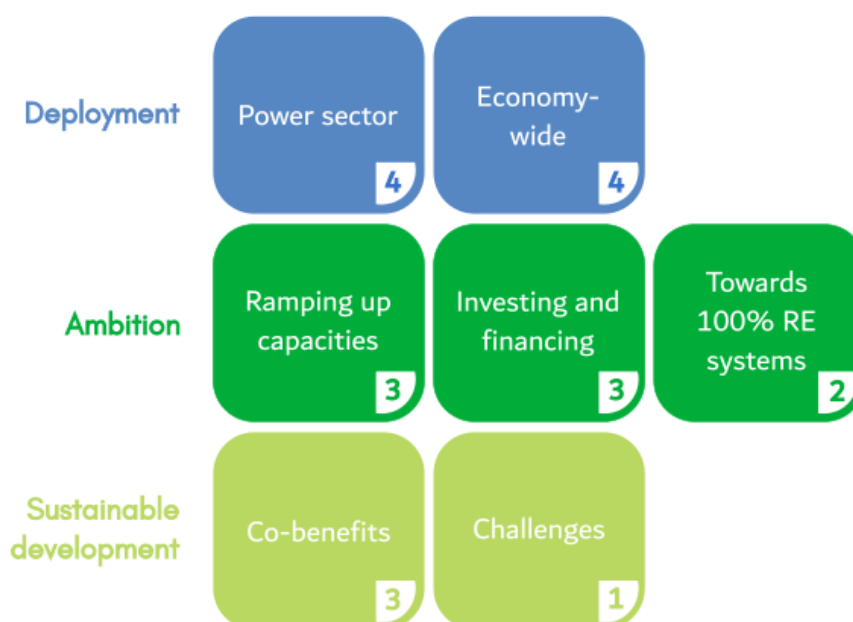 Deployment
Power sector
4
Economy-
wide
4
Ambition
Ramping up
capacities
3
Investing and
financing
3
Towards
100% RE
systems
2
Sustainable
development
Co-benefits
3
Challenges
1